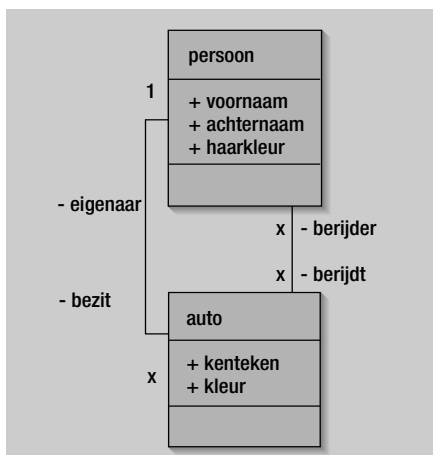 persoon
1
+ voornaam
+ achternaam
+ haarkleur
- eigenaar
x - berijder
x - berijdt
- bezit
auto
x
+ kenteken
+ kleur